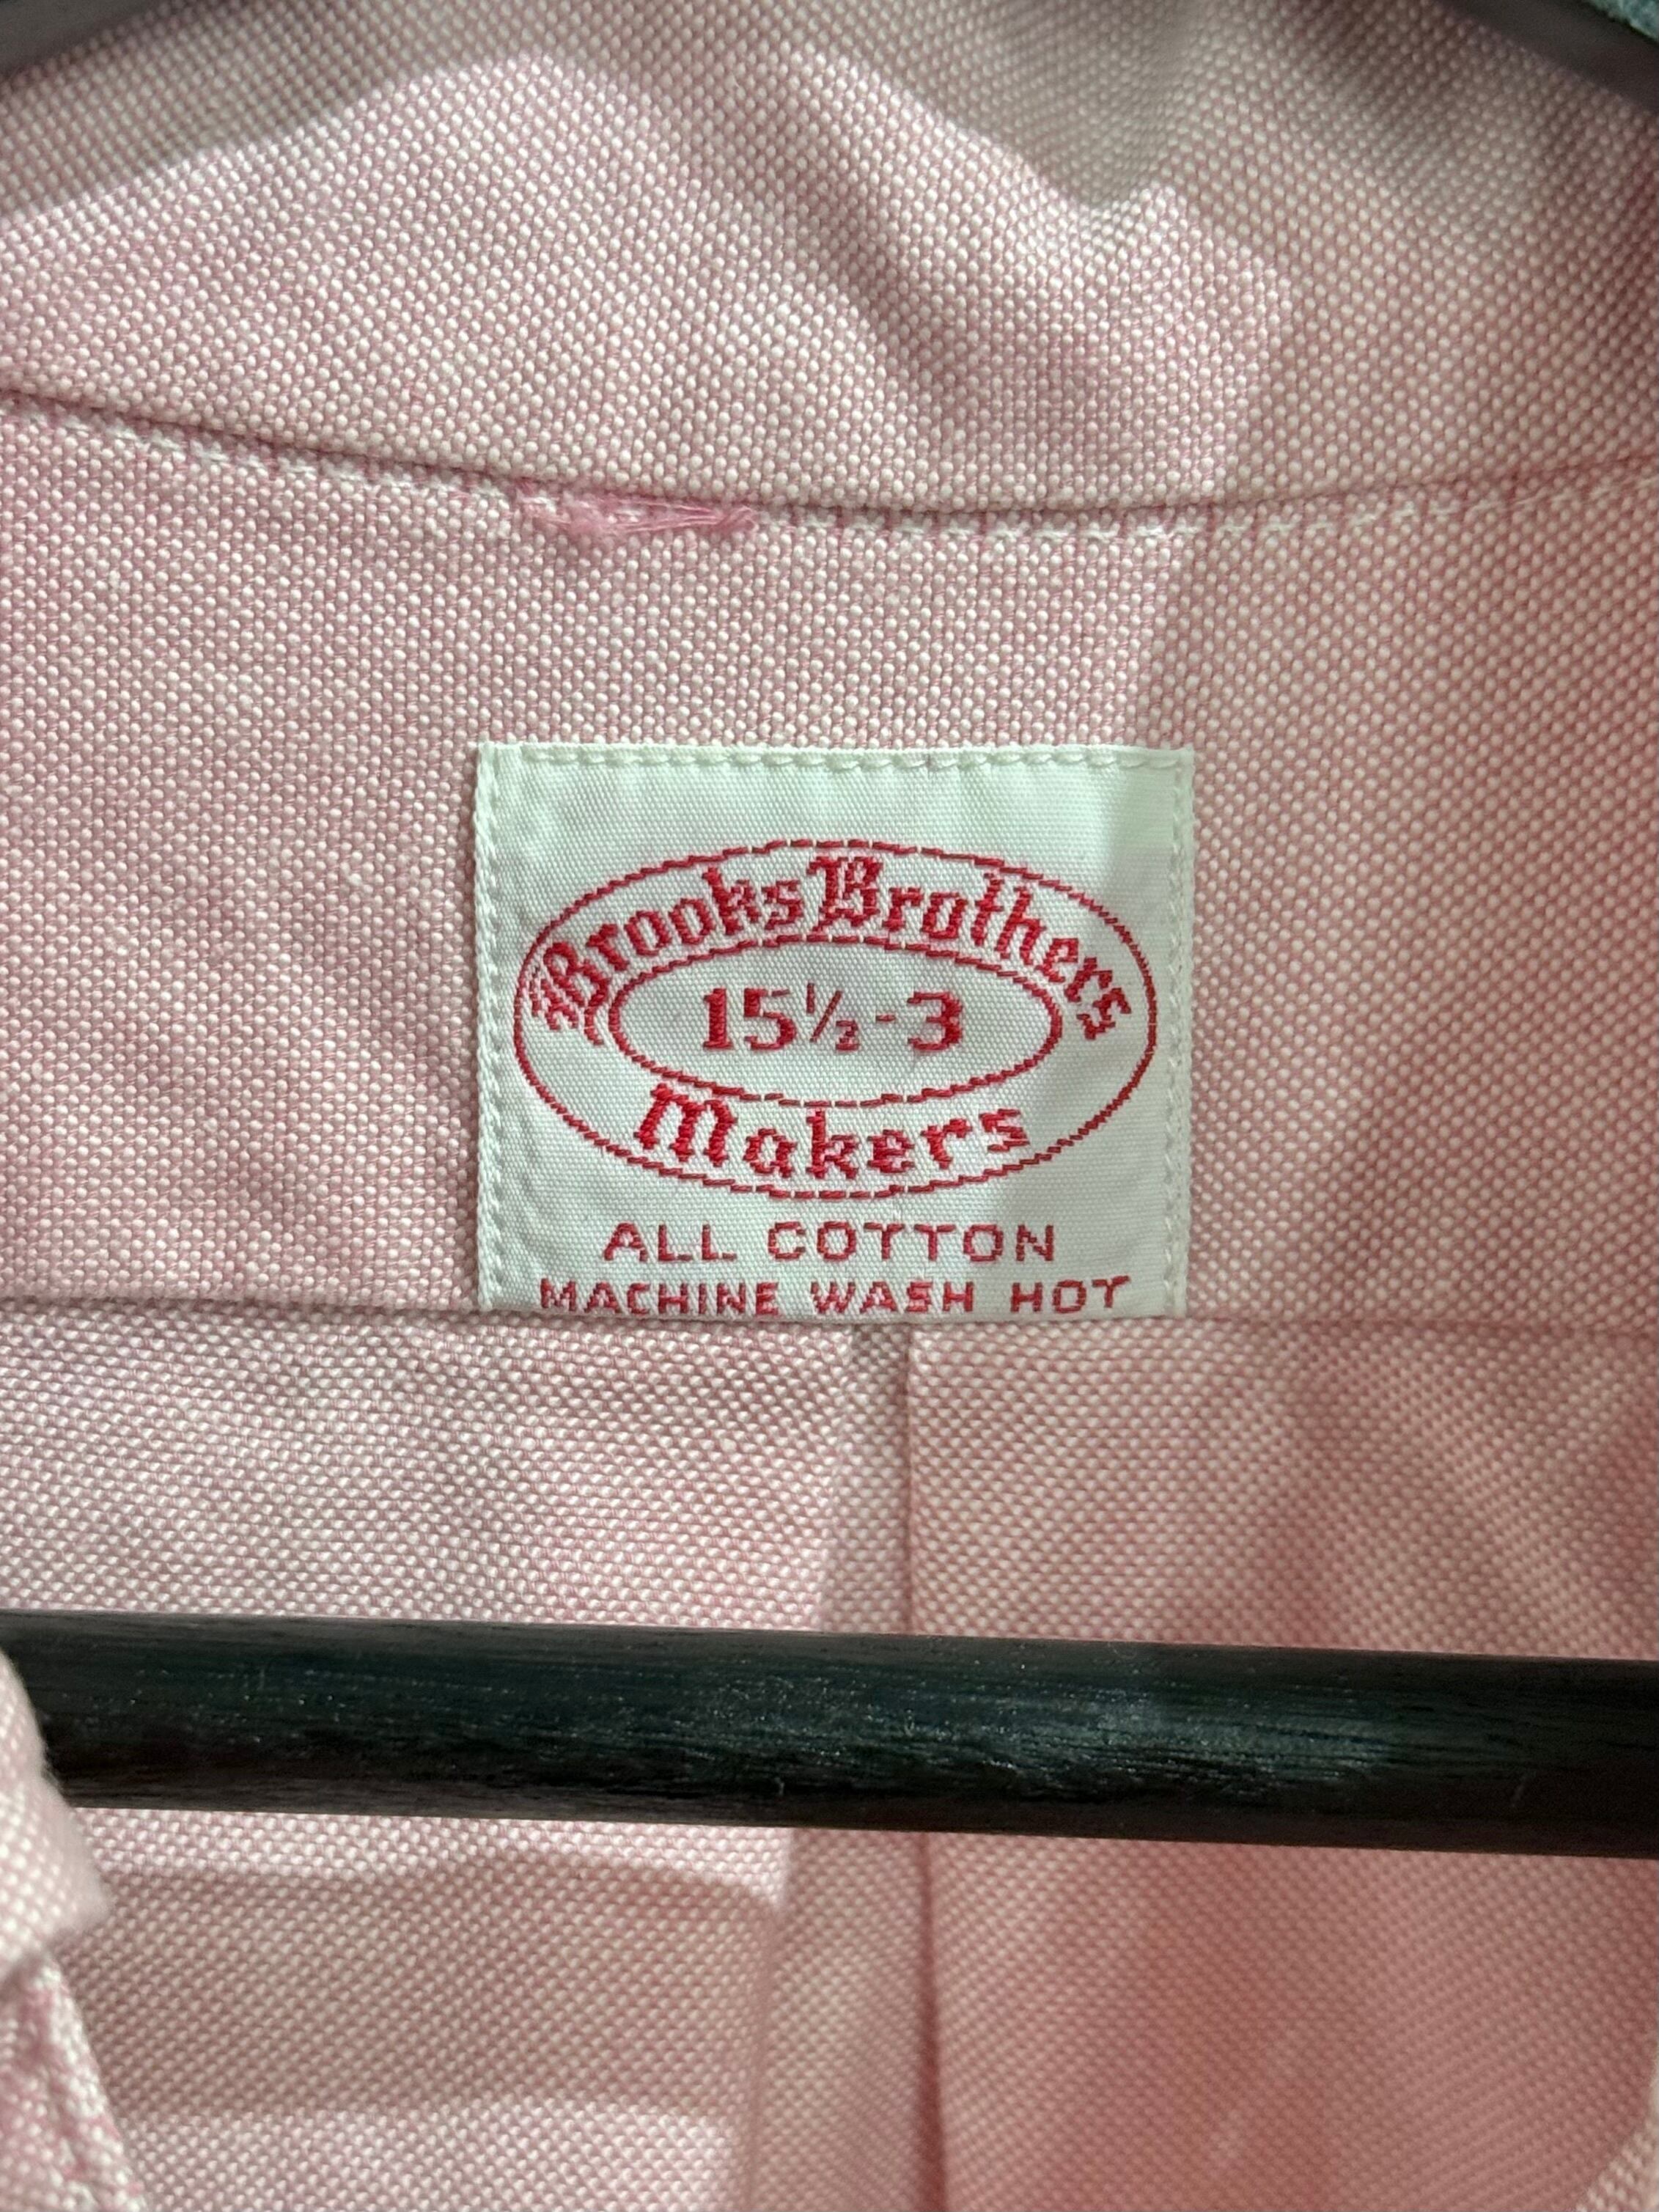 Brooks Brothers
15½-3
Makers
ALL COTTON
MACHINE WASH HOT